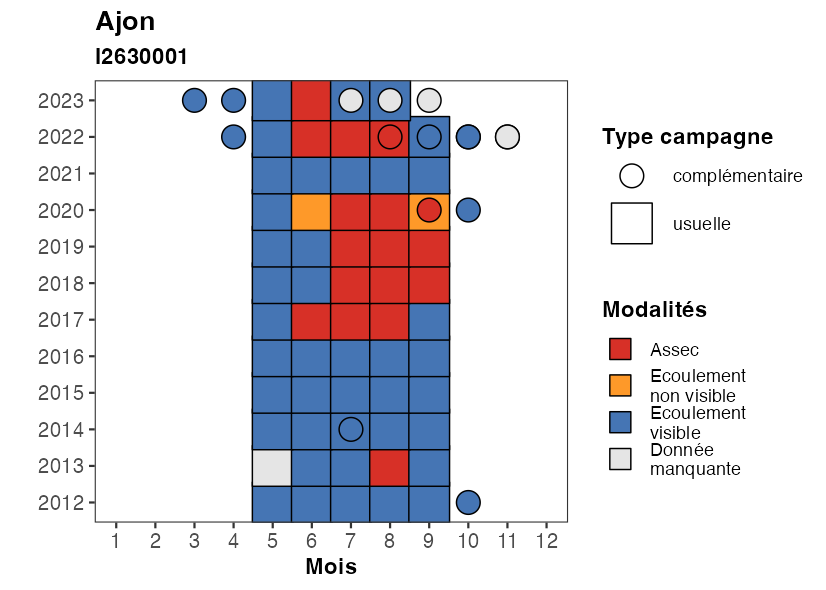 Ajon
I2630001
2023
2022
2021
2020
2019
2018
2017
2016
2015
2014
2013
2012
1 2 3 4 5 6 7 8 9 10 11 12
Mois
Type campagne
complémentaire
usuelle
Modalités
Assec
Ecoulement
non visible
Ecoulement
visible
Donnée
manquante